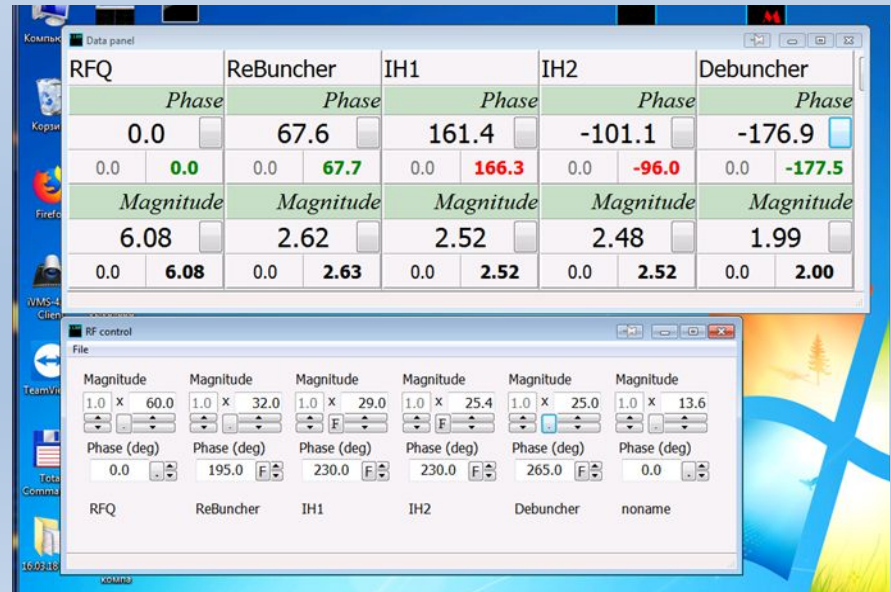 Data panel
RFQ ReBuncher IH1 IH2 Debuncher
Phase Phase Phase Phase Phase
0.0 67.6 161.4 -101.1 -176.9
0.0 0.0 0.0 67.7 0.0 166.3 0.0 -96.0 0.0 -177.5
Magnitude Magnitude Magnitude Magnitude Magnitude
6.08 2.62 2.52 2.48 1.99
0.0 6.08 0.0 2.63 0.0 2.52 0.0 2.52 0.0 2.00
RF control
File
Magnitude Magnitude Magnitude Magnitude Magnitude Magnitude
1.0 x 60.0 1.0 x 32.0 1.0 x 29.0 1.0 x 25.4 1.0 x 25.0 1.0 x 13.6
. . F F . .
Phase (deg) Phase (deg) Phase (deg) Phase (deg) Phase (deg) Phase (deg)
0.0 . 195.0 F 230.0 F 230.0 F 265.0 F 0.0 .
RFQ ReBuncher IH1 IH2 Debuncher noname
Компьк
Корзи
Firefo
iVMS-4
Clien
TeamVi
Tota
Comma
16.03.18
компа